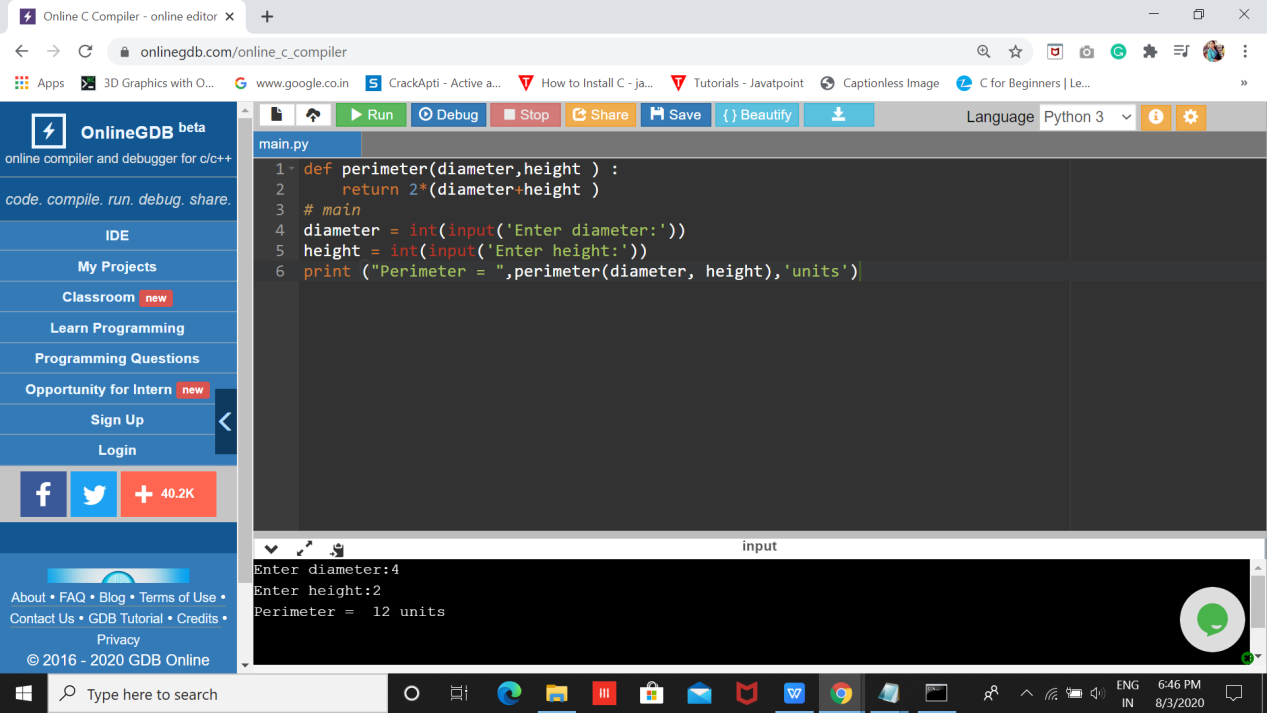 Online C Compiler - online editor
onlinegdb.com/online_c_compiler
Apps 3D Graphics with O... www.google.co.in CrackApti - Active a... How to Install C - ja... Tutorials - Javatpoint Captionless Image C for Beginners | Le... »
OnlineGDB beta
online compiler and debugger for c/c++
code. compile. run. debug. share.
IDE
My Projects
Classroom new
Learn Programming
Programming Questions
Opportunity for Intern new
Sign Up
Login
40.2K
About • FAQ • Blog • Terms of Use •
Contact Us • GDB Tutorial • Credits •
Privacy
© 2016 - 2020 GDB Online
Run Debug Stop Share Save { } Beautify Language Python 3
main.py
1 def perimeter(diameter,height ) :
2 return 2*(diameter+height )
3 # main
4 diameter = int(input('Enter diameter:'))
5 height = int(input('Enter height:'))
6 print ("Perimeter = ",perimeter(diameter, height),'units')
input
Enter diameter:4
Enter height:2
Perimeter =  12 units
Type here to search
ENG
IN
6:46 PM
8/3/2020